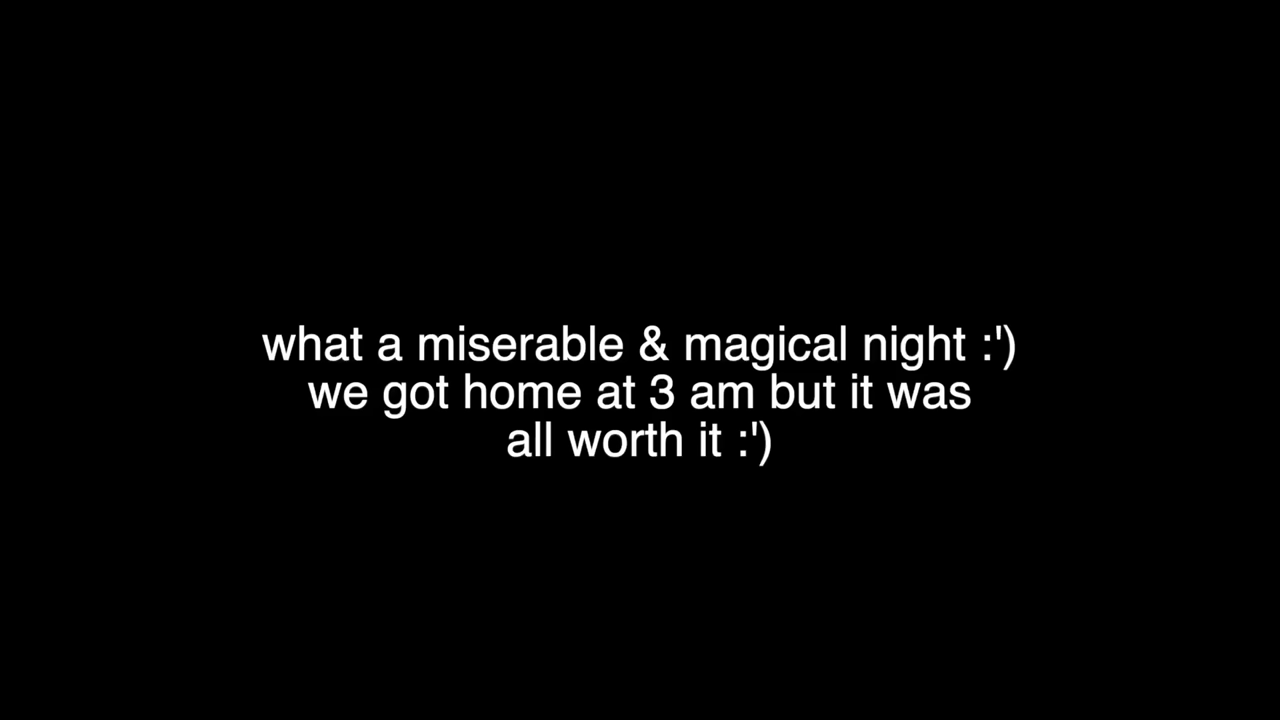 what a miserable & magical night :')
we got home at 3 am but it was
all worth it :')